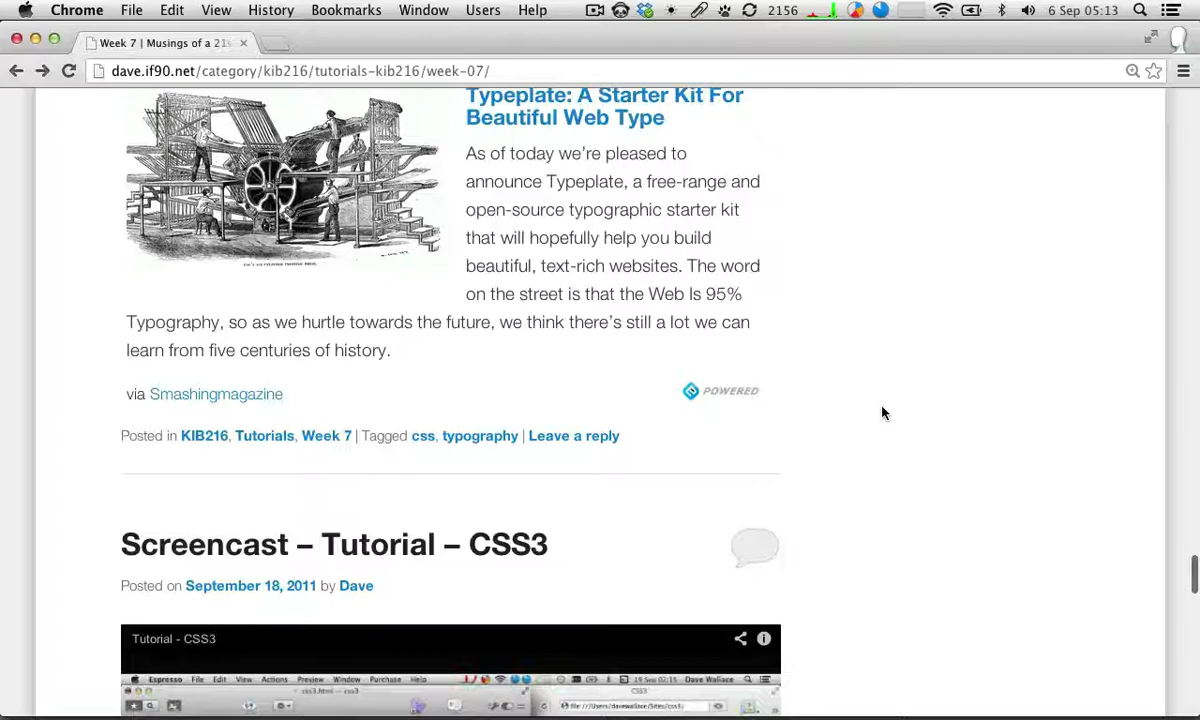 Chrome File Edit View History Bookmarks Window Users Help 2156 6 Sep 05:13
Week 7 | Musings of a 21s
dave.if90.net/category/kib216/tutorials-kib216/week-07/
Typeplate: A Starter Kit For
Beautiful Web Type
As of today we're pleased to
announce Typeplate, a free-range and
open-source typographic starter kit
that will hopefully help you build
beautiful, text-rich websites. The word
on the street is that the Web Is 95%
Typography, so as we hurtle towards the future, we think there's still a lot we can
learn from five centuries of history.
via Smashingmagazine
POWERED
Posted in KIB216, Tutorials, Week 7 | Tagged css, typography | Leave a reply
Screencast – Tutorial – CSS3
Posted on September 18, 2011 by Dave
Tutorial - CSS3
Espresso File Edit View Actions Preview Window Purchase Help 19 Sep 02:15 Dave Wallace
css3.html — css3 CSS3
file:///Users/davewallace/Sites/css3/